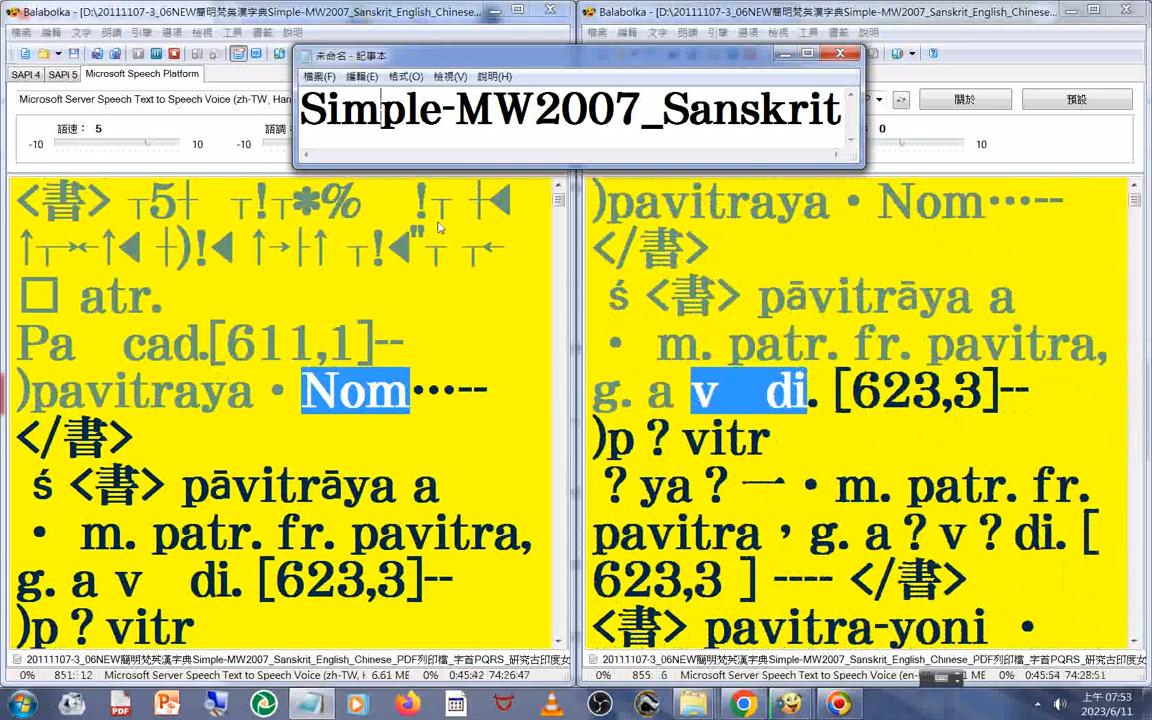 Balabolka - [D:\20111107-3_06NEW簡明梵英漢字典Simple-MW2007_Sanskrit_English_Chinese...
檔案 編輯 文字 朗讀 引擎 選項 檢視 工具 書籤 說明
SAPI 4 SAPI 5 Microsoft Speech Platform
Microsoft Server Speech Text to Speech Voice (zh-TW, Han
語速: 5
語調:
-10 10 -10
<書> ┬5┼ ┬!┬*% !┬ ┼◄
↑┬→←↑◄ ┼)!◄ ↑→├↑ ┬!◄"┬ ┬←
□ atr.
Pa cad.[611,1]--
)pavitraya • Nom…--
</書>
ś <書> pāvitrāya a
• m. patr. fr. pavitra,
g. a v di. [623,3]--
)p ? vitr
20111107-3_06NEW簡明梵英漢字典Simple-MW2007_Sanskrit_English_Chinese_PDF列印檔_字首PQRS_研究古印度女
0% 851: 12 Microsoft Server Speech Text to Speech Voice (zh-TW, H 6.61 ME 0% 0:45:42 74:26:47
未命名 - 記事本
檔案(F) 編輯(E) 格式(O) 檢視(V) 說明(H)
Simple-MW2007_Sanskrit
Balabolka - [D:\20111107-3_06NEW簡明梵英漢字典Simple-MW2007_Sanskrit_English_Chinese...
檔案 編輯 文字 朗讀 引擎 選項 檢視 工具 書籤 說明
關於 預設
0
10
)pavitraya • Nom…--
</書>
ś <書> pāvitrāya a
• m. patr. fr. pavitra,
g. a v di. [623,3]--
)p ? vitr
? ya ? 一 • m. patr. fr.
pavitra , g. a ? v ? di. [
623,3 ] ---- </書>
<書> pavitra-yoni •
20111107-3_06NEW簡明梵英漢字典Simple-MW2007_Sanskrit_English_Chinese_PDF列印檔_字首PQRS_研究古印度女
0% 855: Microsoft Server Speech Text to Speech Voice (zh-TW, 0% 0:45:54 74:28:51
上午 07:53
2023/6/11